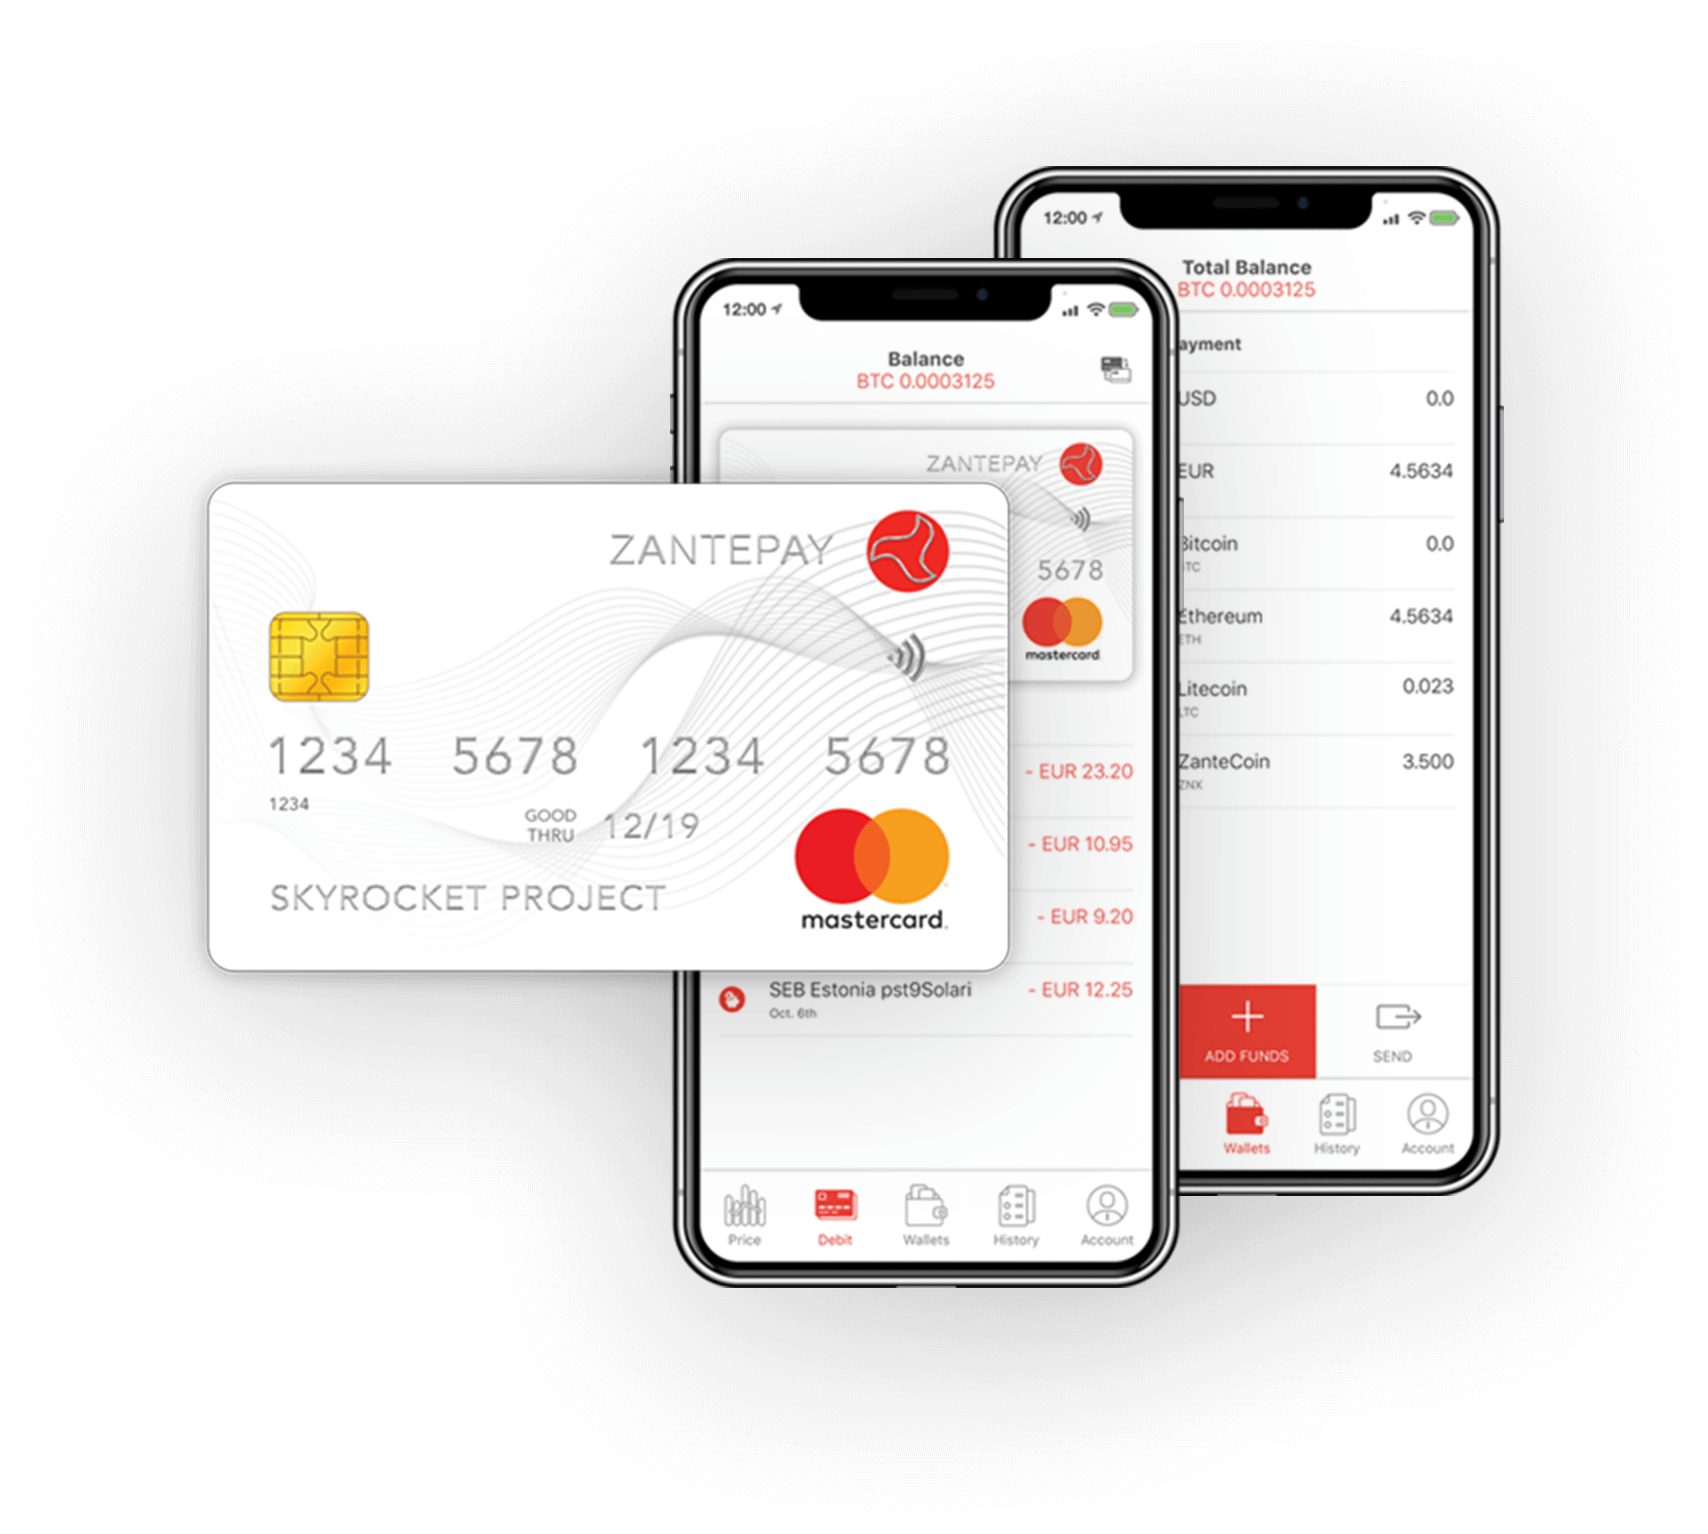 ZANTEPAY
1234 5678 1234 5678
1234
GOOD
THRU 12/19
SKYROCKET PROJECT
mastercard.
12:00
Balance
BTC 0.0003125
ZANTEPAY
5678
mastercard.
- EUR 23.20
- EUR 10.95
- EUR 9.20
SEB Estonia pst9Solari - EUR 12.25
Oct. 6th
Price Debit Wallets History Account
12:00
Total Balance
BTC 0.0003125
ayment
USD 0.0
EUR 4.5634
Bitcoin 0.0
BTC
Ethereum 4.5634
ETH
Litecoin 0.023
LTC
ZanteCoin 3.500
ZNX
ADD FUNDS SEND
Wallets History Account